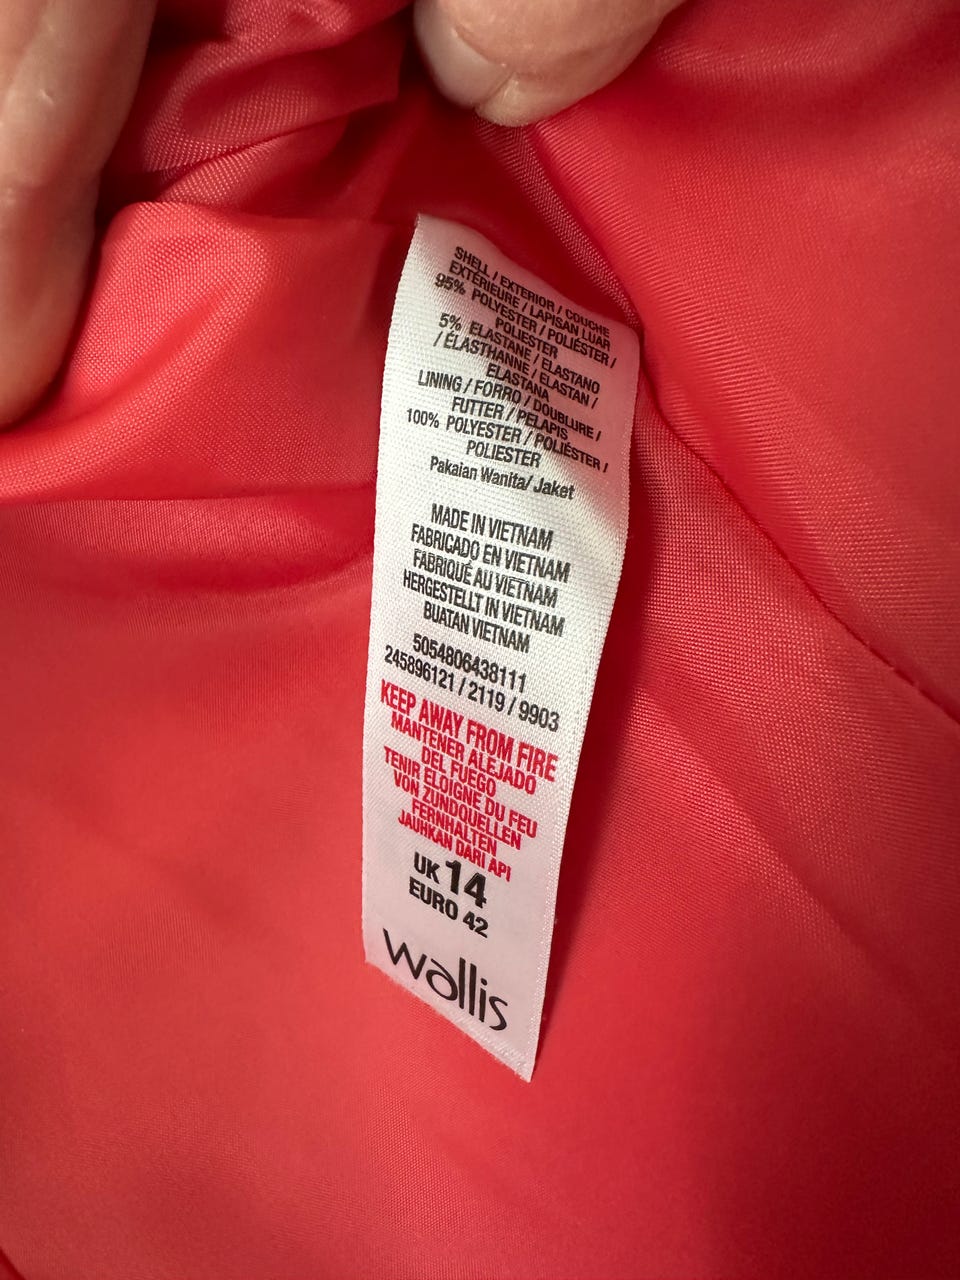 SHELL / EXTERIOR / COUCHE
EXTÉRIEURE / LAPISAN LUAR
95% POLYESTER / POLIÉSTER /
POLIESTER
5% ELASTANE / ELASTANO
/ ÉLASTHANNE / ELASTAN /
ELASTANA
LINING / FORRO / DOUBLURE /
FUTTER / PELAPIS
100% POLYESTER / POLIÉSTER /
POLIESTER
Pakaian Wanita/ Jaket
MADE IN VIETNAM
FABRICADO EN VIETNAM
FABRIQUÉ AU VIETNAM
HERGESTELLT IN VIETNAM
BUATAN VIETNAM
5054806438111
245896121 / 2119 / 9903
KEEP AWAY FROM FIRE
MANTENER ALEJADO
DEL FUEGO
TENIR ELOIGNE DU FEU
VON ZUNDQUELLEN
FERNHALTEN
JAUHKAN DARI API
UK 14
EURO 42
wallis